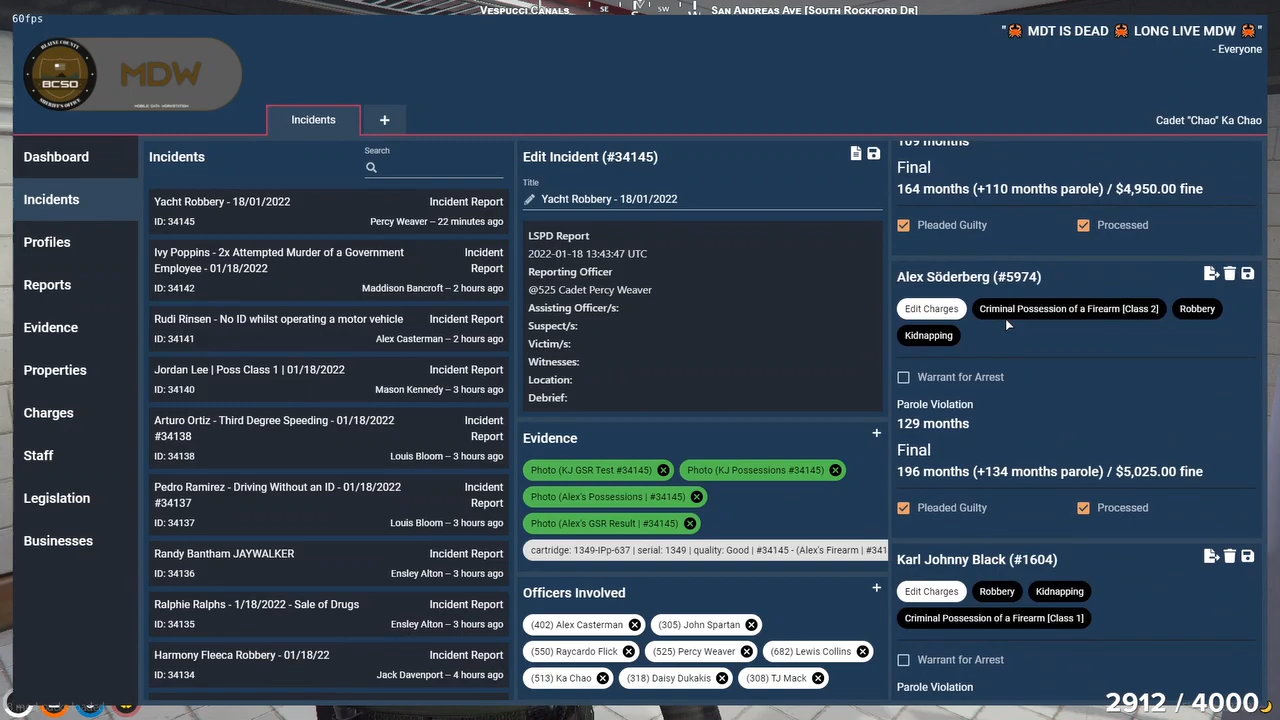 VESPUCCI CANALS
SE
SW
SAN ANDREAS AVE [SOUTH ROCKFORD DR]
60fps
" MDT IS DEAD LONG LIVE MDW "
- Everyone
BLAINE COUNTY
BCSO
SHERIFF'S OFFICE
MDW
MOBILE DATA WORKSTATION
Incidents
+
Cadet "Chao" Ka Chao
Dashboard
Incidents
Profiles
Reports
Evidence
Properties
Charges
Staff
Legislation
Businesses
Incidents
Search
Yacht Robbery - 18/01/2022
Incident Report
ID: 34145
Percy Weaver – 22 minutes ago
Ivy Poppins - 2x Attempted Murder of a Government
Employee - 01/18/2022
Incident
Report
ID: 34142
Maddison Bancroft – 2 hours ago
Rudi Rinsen - No ID whilst operating a motor vehicle
Incident Report
ID: 34141
Alex Casterman – 2 hours ago
Jordan Lee | Poss Class 1 | 01/18/2022
Incident Report
ID: 34140
Mason Kennedy – 3 hours ago
Arturo Ortiz - Third Degree Speeding - 01/18/2022
#34138
Incident
Report
ID: 34138
Louis Bloom – 3 hours ago
Pedro Ramirez - Driving Without an ID - 01/18/2022
#34137
Incident
Report
ID: 34137
Louis Bloom – 3 hours ago
Randy Bantham JAYWALKER
Incident Report
ID: 34136
Ensley Alton – 3 hours ago
Ralphie Ralphs - 1/18/2022 - Sale of Drugs
Incident Report
ID: 34135
Ensley Alton – 3 hours ago
Harmony Fleeca Robbery - 01/18/22
Incident Report
ID: 34134
Jack Davenport – 4 hours ago
Edit Incident (#34145)
Title
Yacht Robbery - 18/01/2022
LSPD Report
2022-01-18 13:43:47 UTC
Reporting Officer
@525 Cadet Percy Weaver
Assisting Officer/s:
Suspect/s:
Victim/s:
Witnesses:
Location:
Debrief:
Evidence
+
Photo (KJ GSR Test #34145)
Photo (KJ Possessions #34145)
Photo (Alex's Possessions | #34145)
Photo (Alex's GSR Result | #34145)
cartridge: 1349-IPp-637 | serial: 1349 | quality: Good | #34145 - (Alex's Firearm | #341
Officers Involved
+
(402) Alex Casterman
(305) John Spartan
(550) Raycardo Flick
(525) Percy Weaver
(682) Lewis Collins
(513) Ka Chao
(318) Daisy Dukakis
(308) TJ Mack
109 months
Final
164 months (+110 months parole) / $4,950.00 fine
Pleaded Guilty
Processed
Alex Söderberg (#5974)
Edit Charges
Criminal Possession of a Firearm [Class 2]
Robbery
Kidnapping
Warrant for Arrest
Parole Violation
129 months
Final
196 months (+134 months parole) / $5,025.00 fine
Pleaded Guilty
Processed
Karl Johnny Black (#1604)
Edit Charges
Robbery
Kidnapping
Criminal Possession of a Firearm [Class 1]
Warrant for Arrest
Parole Violation
2912 / 4000